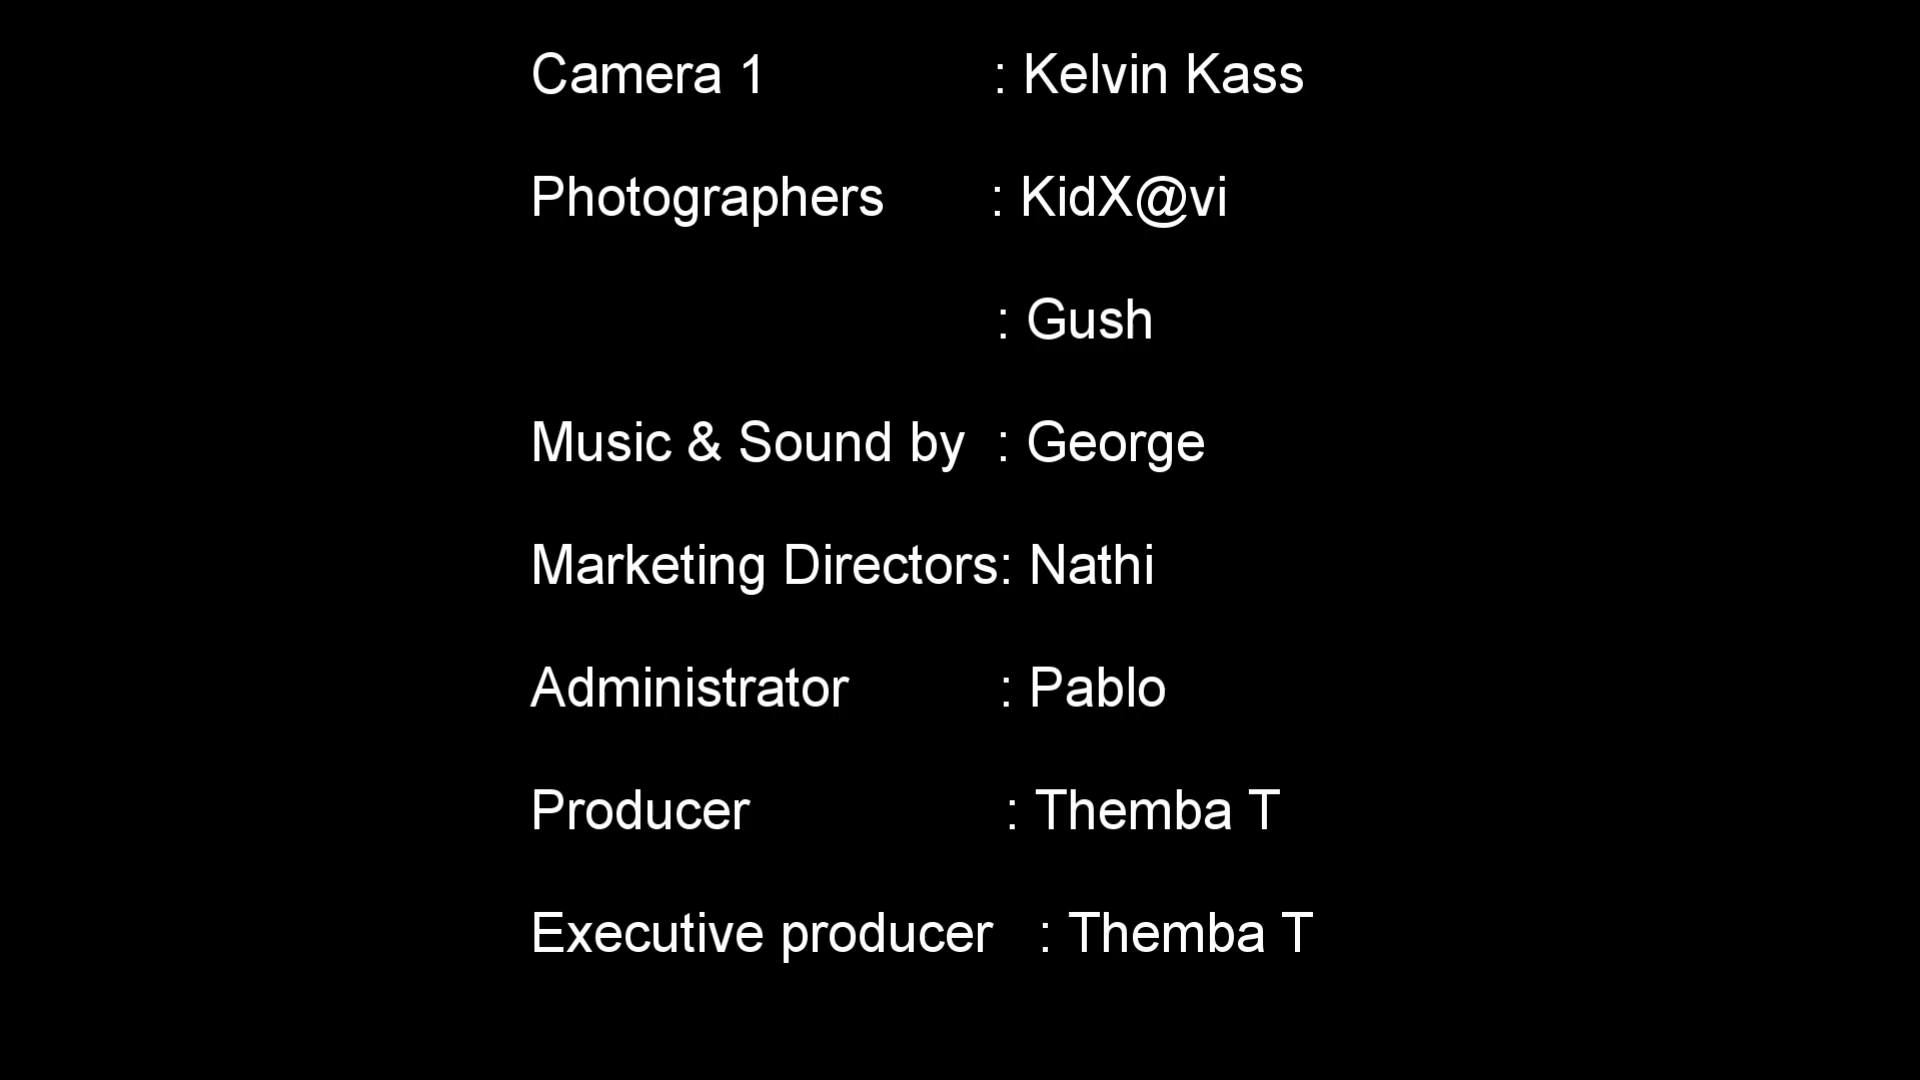 Camera 1 : Kelvin Kass
Photographers : KidX@vi
: Gush
Music & Sound by : George
Marketing Directors: Nathi
Administrator : Pablo
Producer : Themba T
Executive producer : Themba T